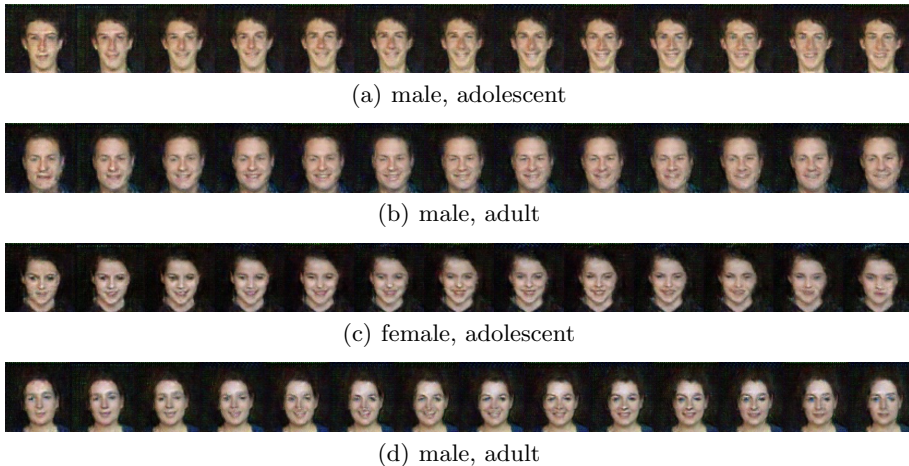 (a) male, adolescent
(b) male, adult
(c) female, adolescent
(d) male, adult